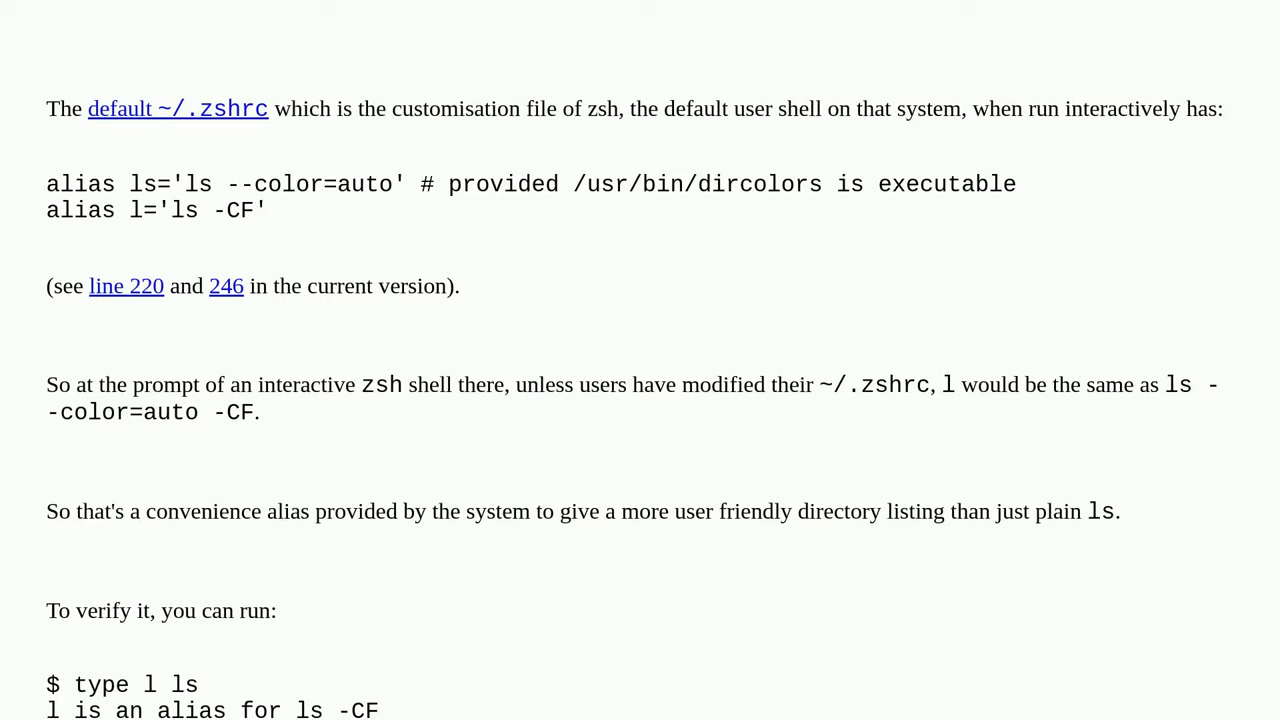 The default ~/.zshrc which is the customisation file of zsh, the default user shell on that system, when run interactively has:
alias ls='ls --color=auto' # provided /usr/bin/dircolors is executable
alias l='ls -CF'
(see line 220 and 246 in the current version).
So at the prompt of an interactive zsh shell there, unless users have modified their ~/.zshrc, l would be the same as ls -
-color=auto -CF.
So that's a convenience alias provided by the system to give a more user friendly directory listing than just plain ls.
To verify it, you can run:
$ type l ls
l is an alias for ls -CF